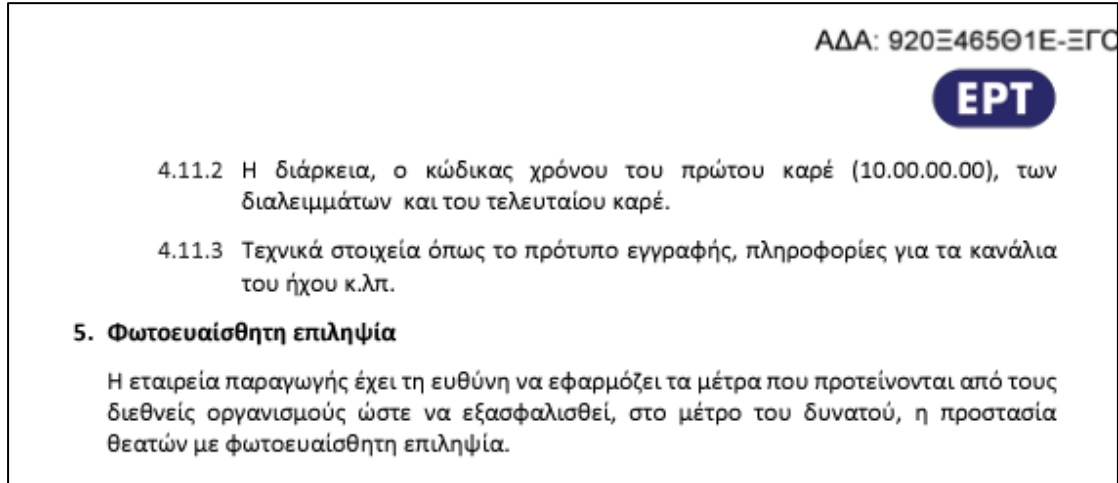 ΑΔΑ: 920Ξ465Θ1Ε-ΞΓΟ
ΕΡΤ
4.11.2 Η διάρκεια, ο κώδικας χρόνου του πρώτου καρέ (10.00.00.00), των
διαλειμμάτων και του τελευταίου καρέ.
4.11.3 Τεχνικά στοιχεία όπως το πρότυπο εγγραφής, πληροφορίες για τα κανάλια
του ήχου κ.λπ.
5. Φωτοευαίσθητη επιληψία
Η εταιρεία παραγωγής έχει τη ευθύνη να εφαρμόζει τα μέτρα που προτείνονται από τους
διεθνείς οργανισμούς ώστε να εξασφαλισθεί, στο μέτρο του δυνατού, η προστασία
θεατών με φωτοευαίσθητη επιληψία.